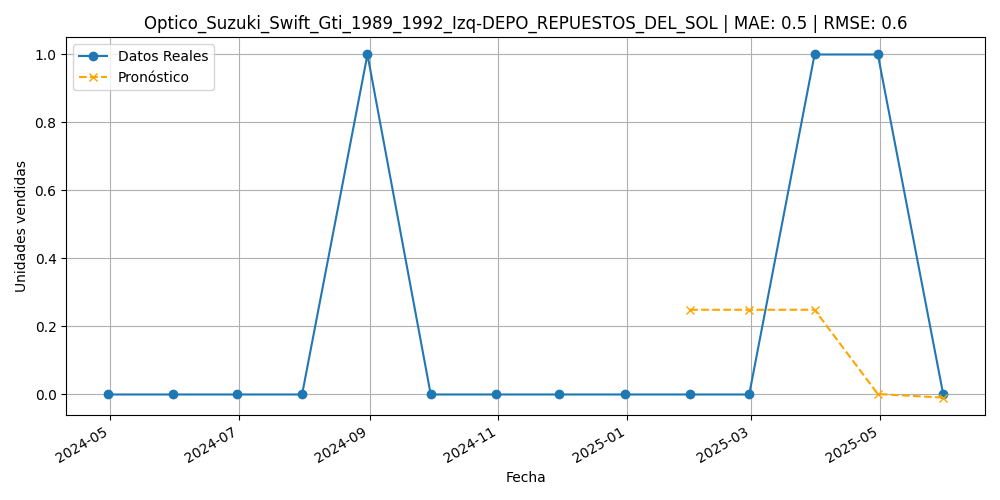 Optico_Suzuki_Swift_Gti_1989_1992_Izq-DEPO_REPUESTOS_DEL_SOL | MAE: 0.5 | RMSE: 0.6
Datos Reales
Pronóstico
1.0
0.8
0.6
0.4
0.2
0.0
Unidades vendidas
2024-05
2024-07
2024-09
2024-11
2025-01
2025-03
2025-05
Fecha